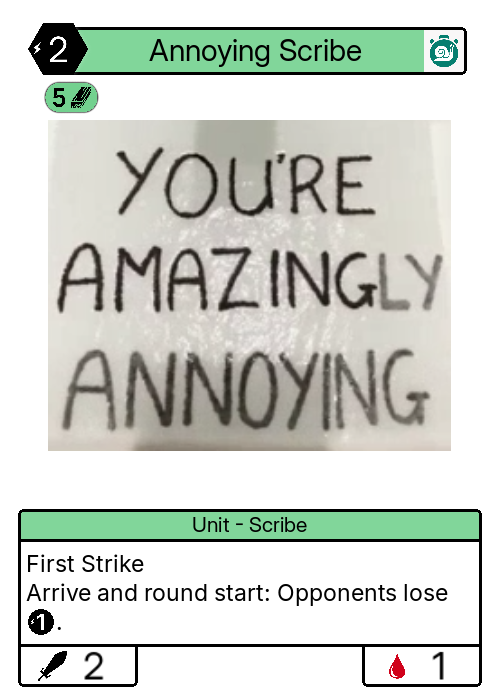 2
Annoying Scribe
5
YOU'RE
AMAZINGLY
ANNOYING
Unit - Scribe
First Strike
Arrive and round start: Opponents lose
1.
2
1